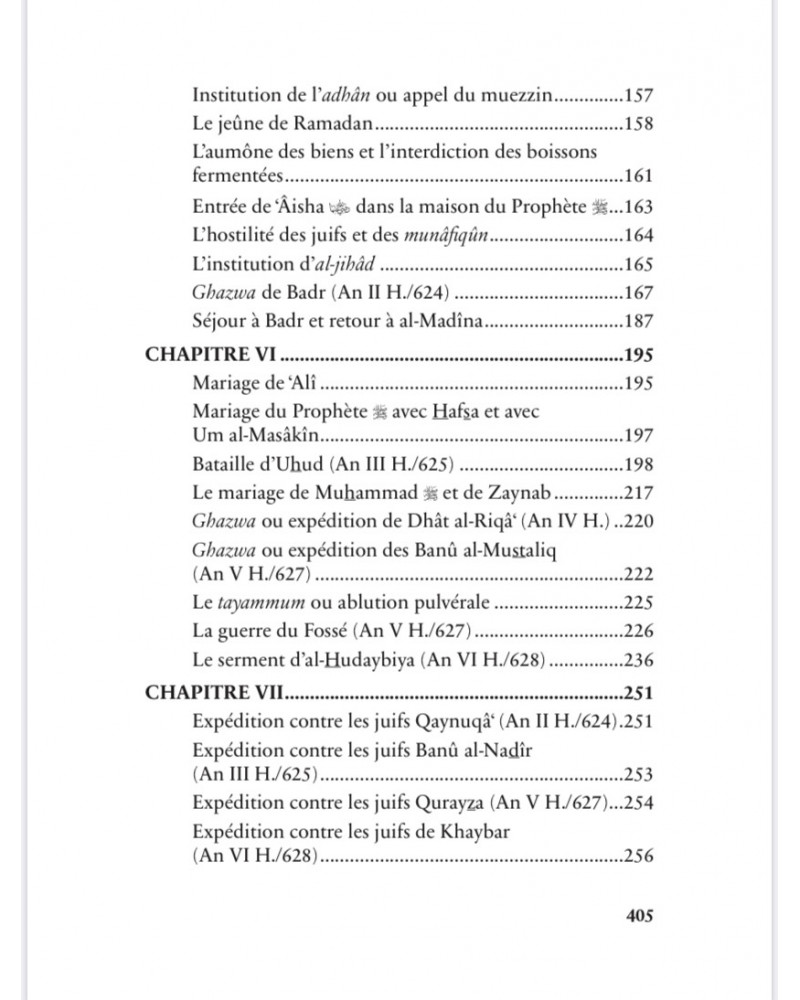 Institution de l’adhân ou appel du muezzin..............157
Le jeûne de Ramadan...................................................158
L’aumône des biens et l’interdiction des boissons
fermentées.....................................................................161
Entrée de ‘Âisha dans la maison du Prophète ﷺ...163
L’hostilité des juifs et des munâfiqûn...........................164
L’institution d’al-jihâd ..................................................165
Ghazwa de Badr (An II H./624) ...................................167
Séjour à Badr et retour à al-Madîna.............................187
CHAPITRE VI ......................................................................195
Mariage de ‘Alî ..............................................................195
Mariage du Prophète ﷺ avec Hafsa et avec
Um al-Masâkîn..............................................................197
Bataille d’Uhud (An III H./625) ..................................198
Le mariage de Muhammad ﷺ et de Zaynab ..............217
Ghazwa ou expédition de Dhât al-Riqâ‘ (An IV H.) ..220
Ghazwa ou expédition des Banû al-Mustaliq
(An V H./627) ...............................................................222
Le tayammum ou ablution pulvérale ...........................225
La guerre du Fossé (An V H./627) ...............................226
Le serment d’al-Hudaybiya (An VI H./628) ...............236
CHAPITRE VII.....................................................................251
Expédition contre les juifs Qaynuqâ‘ (An II H./624).251
Expédition contre les juifs Banû al-Nadîr
(An III H./625)..............................................................253
Expédition contre les juifs Qurayza (An V H./627)...254
Expédition contre les juifs de Khaybar
(An VI H./628)..............................................................256
405